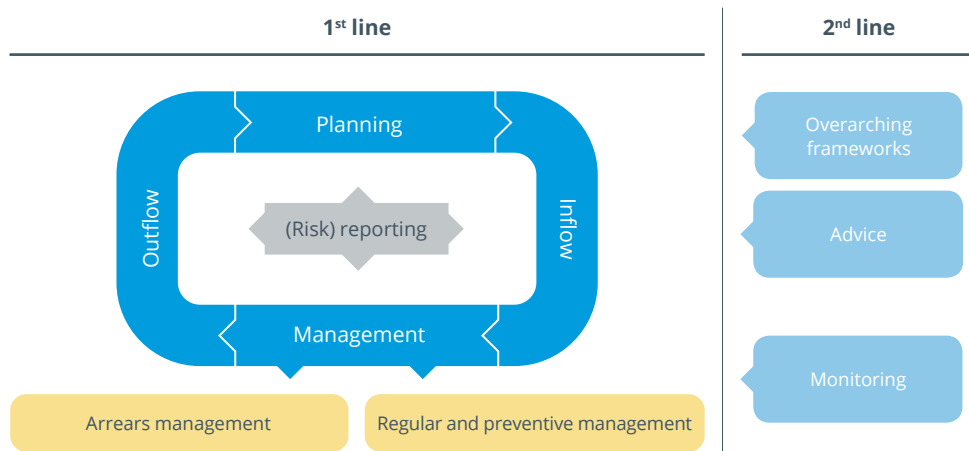 1st line
2nd line
Planning
Outflow
(Risk) reporting
Inflow
Management
Arrears management
Regular and preventive management
Overarching
frameworks
Advice
Monitoring